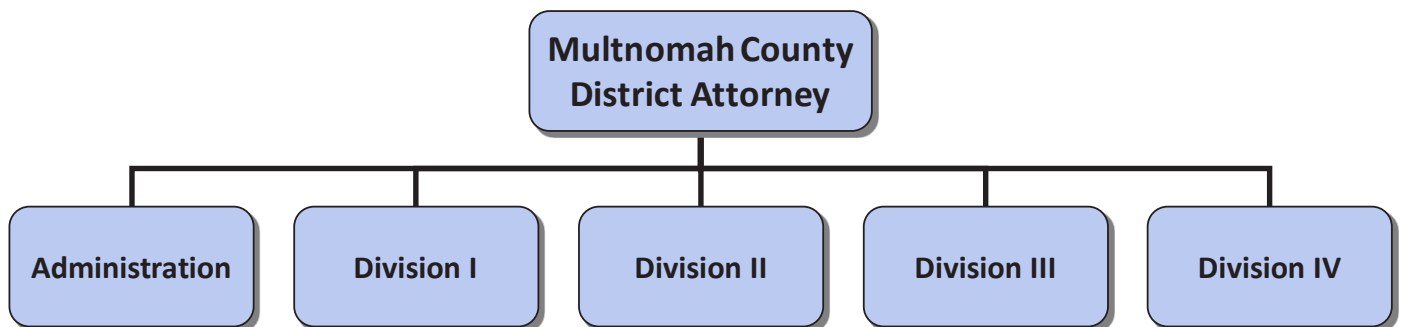 Multnomah County
District Attorney
Administration
Division I
Division II
Division III
Division IV